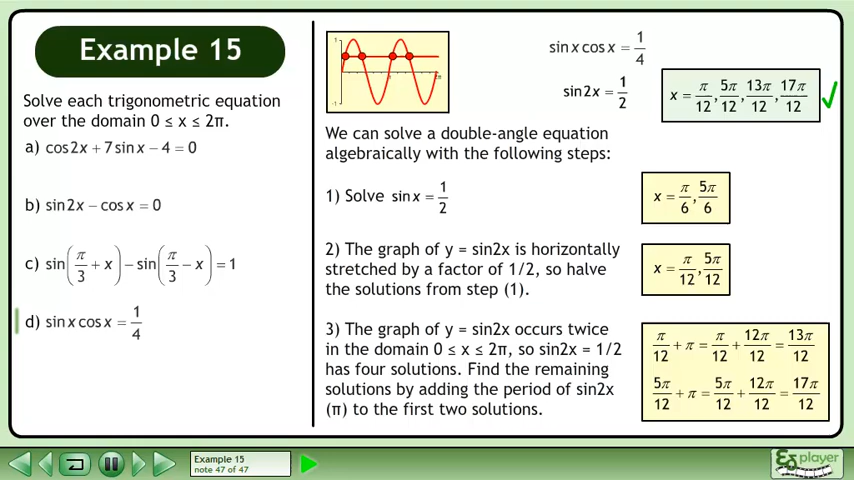 Example 15
Solve each trigonometric equation
over the domain 0 ≤ x ≤ 2π.
a) cos2x + 7sinx − 4 = 0
b) sin2x − cosx = 0
c) sin(π/3 + x) − sin(π/3 − x) = 1
d) sinx cosx = 1/4
1
-1
π
2π
sinx cosx = 1/4
sin2x = 1/2
x = π/12, 5π/12, 13π/12, 17π/12
We can solve a double-angle equation
algebraically with the following steps:
1) Solve sinx = 1/2
x = π/6, 5π/6
2) The graph of y = sin2x is horizontally
stretched by a factor of 1/2, so halve
the solutions from step (1).
x = π/12, 5π/12
3) The graph of y = sin2x occurs twice
in the domain 0 ≤ x ≤ 2π, so sin2x = 1/2
has four solutions. Find the remaining
solutions by adding the period of sin2x
(π) to the first two solutions.
π/12 + π = π/12 + 12π/12 = 13π/12
5π/12 + π = 5π/12 + 12π/12 = 17π/12
Example 15
note 47 of 47
player